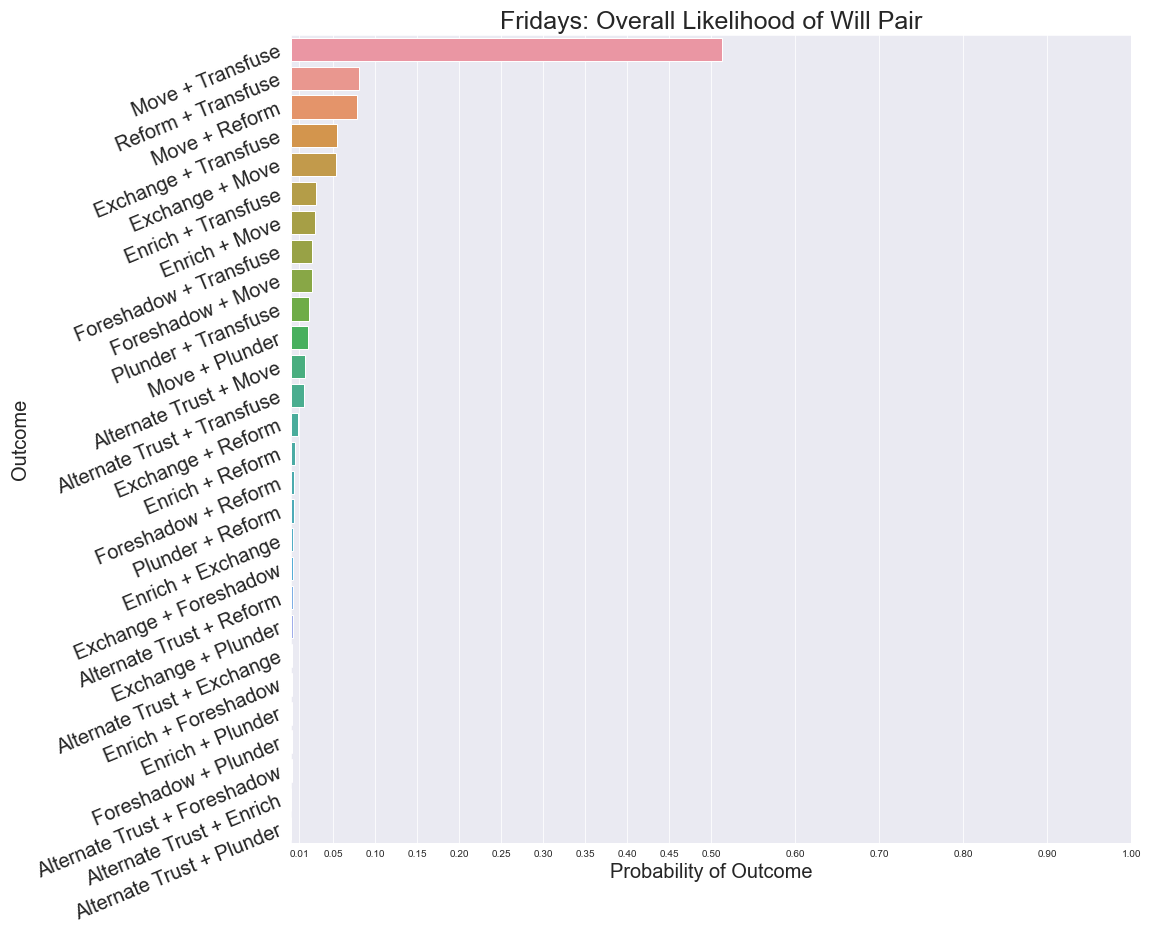 Fridays: Overall Likelihood of Will Pair
Outcome
Move + Transfuse
Reform + Transfuse
Move + Reform
Exchange + Transfuse
Exchange + Move
Enrich + Transfuse
Enrich + Move
Foreshadow + Transfuse
Foreshadow + Move
Plunder + Transfuse
Move + Plunder
Alternate Trust + Move
Alternate Trust + Transfuse
Exchange + Reform
Enrich + Reform
Foreshadow + Reform
Plunder + Reform
Enrich + Exchange
Exchange + Foreshadow
Alternate Trust + Reform
Exchange + Plunder
Alternate Trust + Exchange
Enrich + Foreshadow
Enrich + Plunder
Foreshadow + Plunder
Alternate Trust + Foreshadow
Alternate Trust + Enrich
Alternate Trust + Plunder
0.01 0.05 0.10 0.15 0.20 0.25 0.30 0.35 0.40 0.45 0.50 0.60 0.70 0.80 0.90 1.00
Probability of Outcome